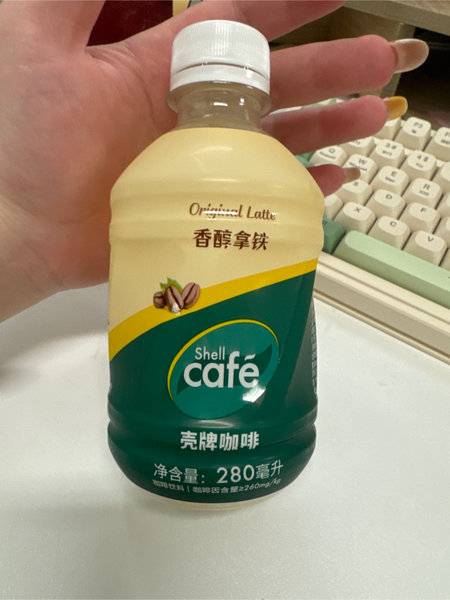 Original Latte
香醇拿铁
Shell
café
壳牌咖啡
净含量：280毫升
咖啡饮料｜咖啡因含量≥260mg/kg